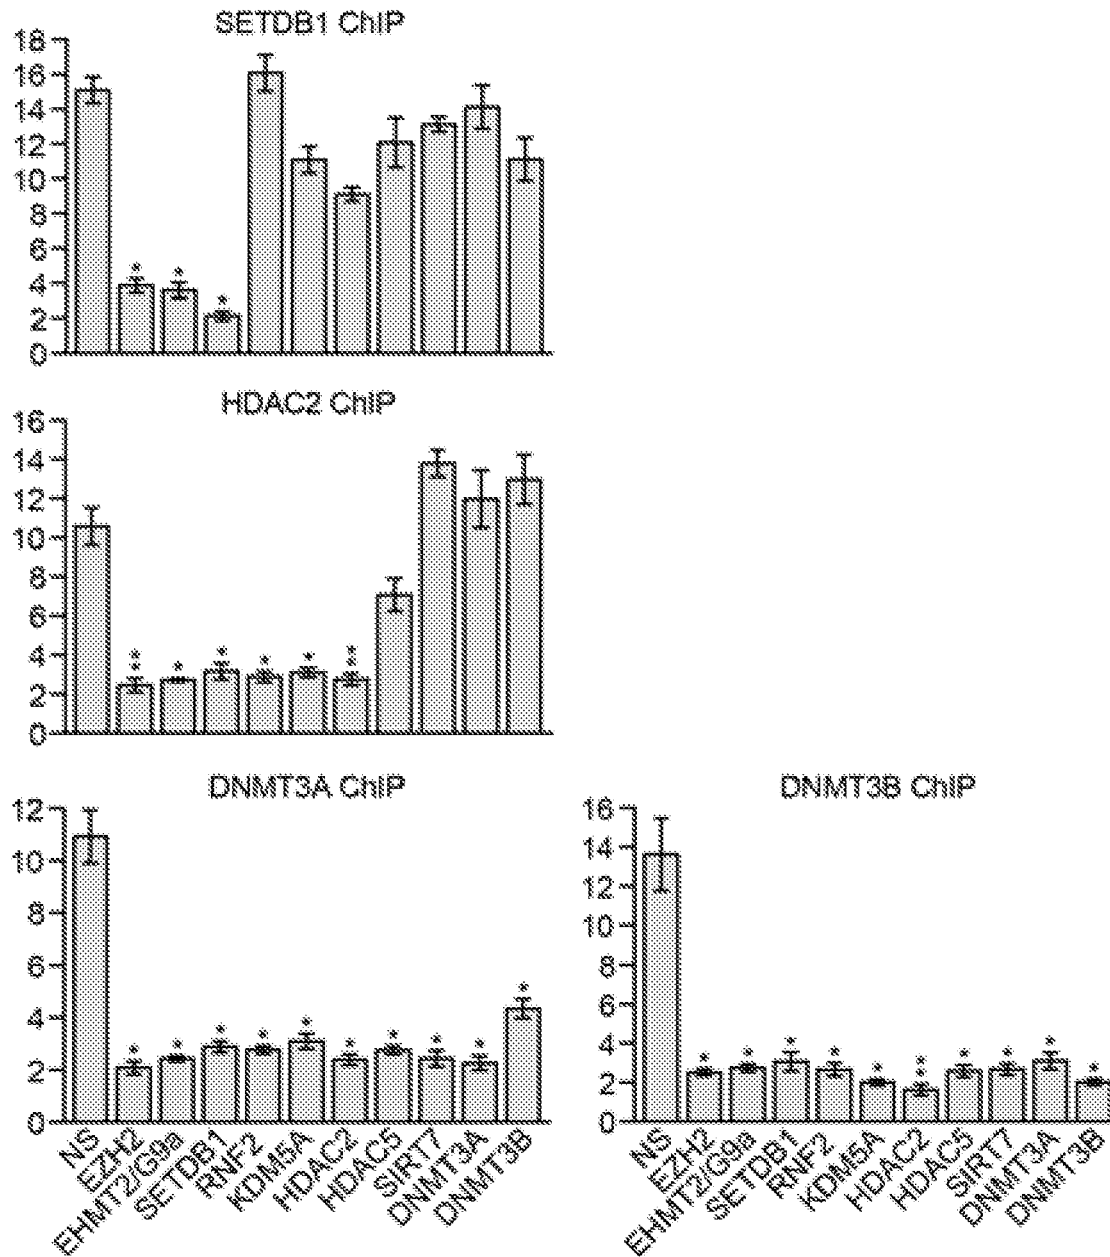 SETDB1 ChIP
18
16
14
12
10
8
6
4
2
0
* * *
HDAC2 ChIP
16
14
12
10
8
6
4
2
0
** * * * * **
DNMT3A ChIP
12
10
8
6
4
2
0
* * * * * * * * * *
NS
EZH2
EHMT2/G9a
SETDB1
RNF2
KDM5A
HDAC2
HDAC5
SIRT7
DNMT3A
DNMT3B
DNMT3B ChIP
16
14
12
10
8
6
4
2
0
* * * * * ** * * * *
NS
EZH2
EHMT2/G9a
SETDB1
RNF2
KDM5A
HDAC2
HDAC5
SIRT7
DNMT3A
DNMT3B